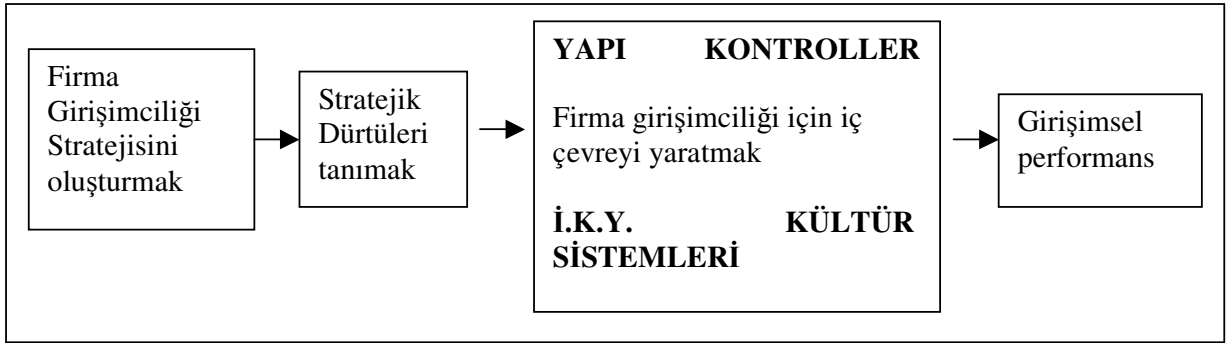 Firma
Girişimciliği
Stratejisini
oluşturmak
Stratejik
Dürtüleri
tanımak
YAPI KONTROLLER
Firma girişimciliği için iç
çevreyi yaratmak
İ.K.Y. KÜLTÜR
SİSTEMLERİ
Girişimsel
performans